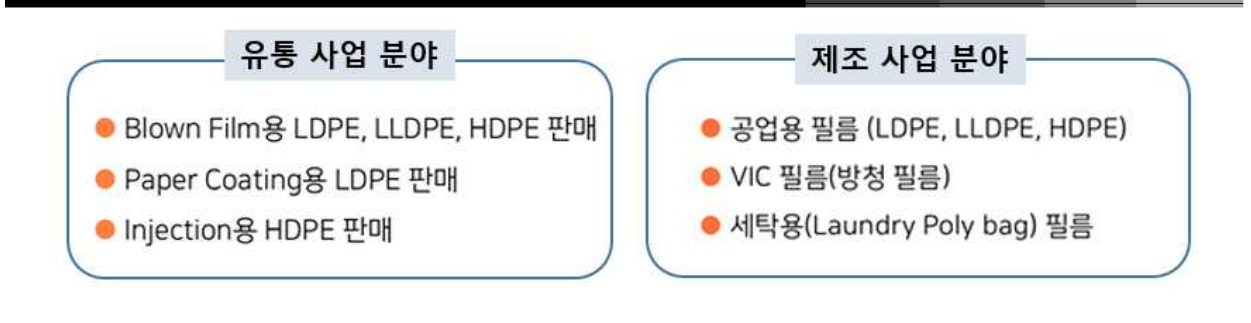 유통 사업 분야
Blown Film용 LDPE, LLDPE, HDPE 판매
Paper Coating용 LDPE 판매
Injection용 HDPE 판매
제조 사업 분야
공업용 필름 (LDPE, LLDPE, HDPE)
VIC 필름(방청 필름)
세탁용(Laundry Poly bag) 필름